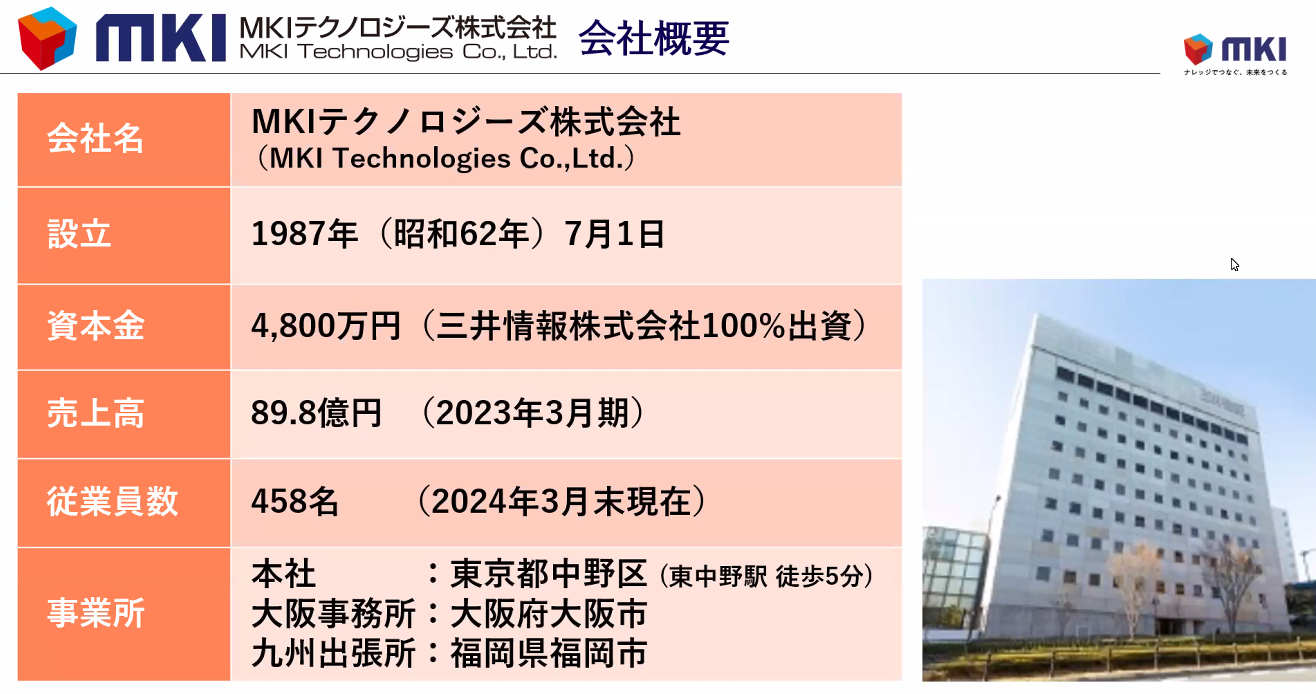 MKI
MKIテクノロジーズ株式会社
MKI Technologies Co., Ltd.
会社概要
MKI
ナレッジでつなぐ、未来をつくる
会社名
MKIテクノロジーズ株式会社
（MKI Technologies Co.,Ltd.）
設立
1987年（昭和62年）7月1日
資本金
4,800万円（三井情報株式会社100%出資）
売上高
89.8億円　（2023年3月期）
従業員数
458名　　（2024年3月末現在）
事業所
本社　　　：東京都中野区（東中野駅 徒歩5分）
大阪事務所：大阪府大阪市
九州出張所：福岡県福岡市